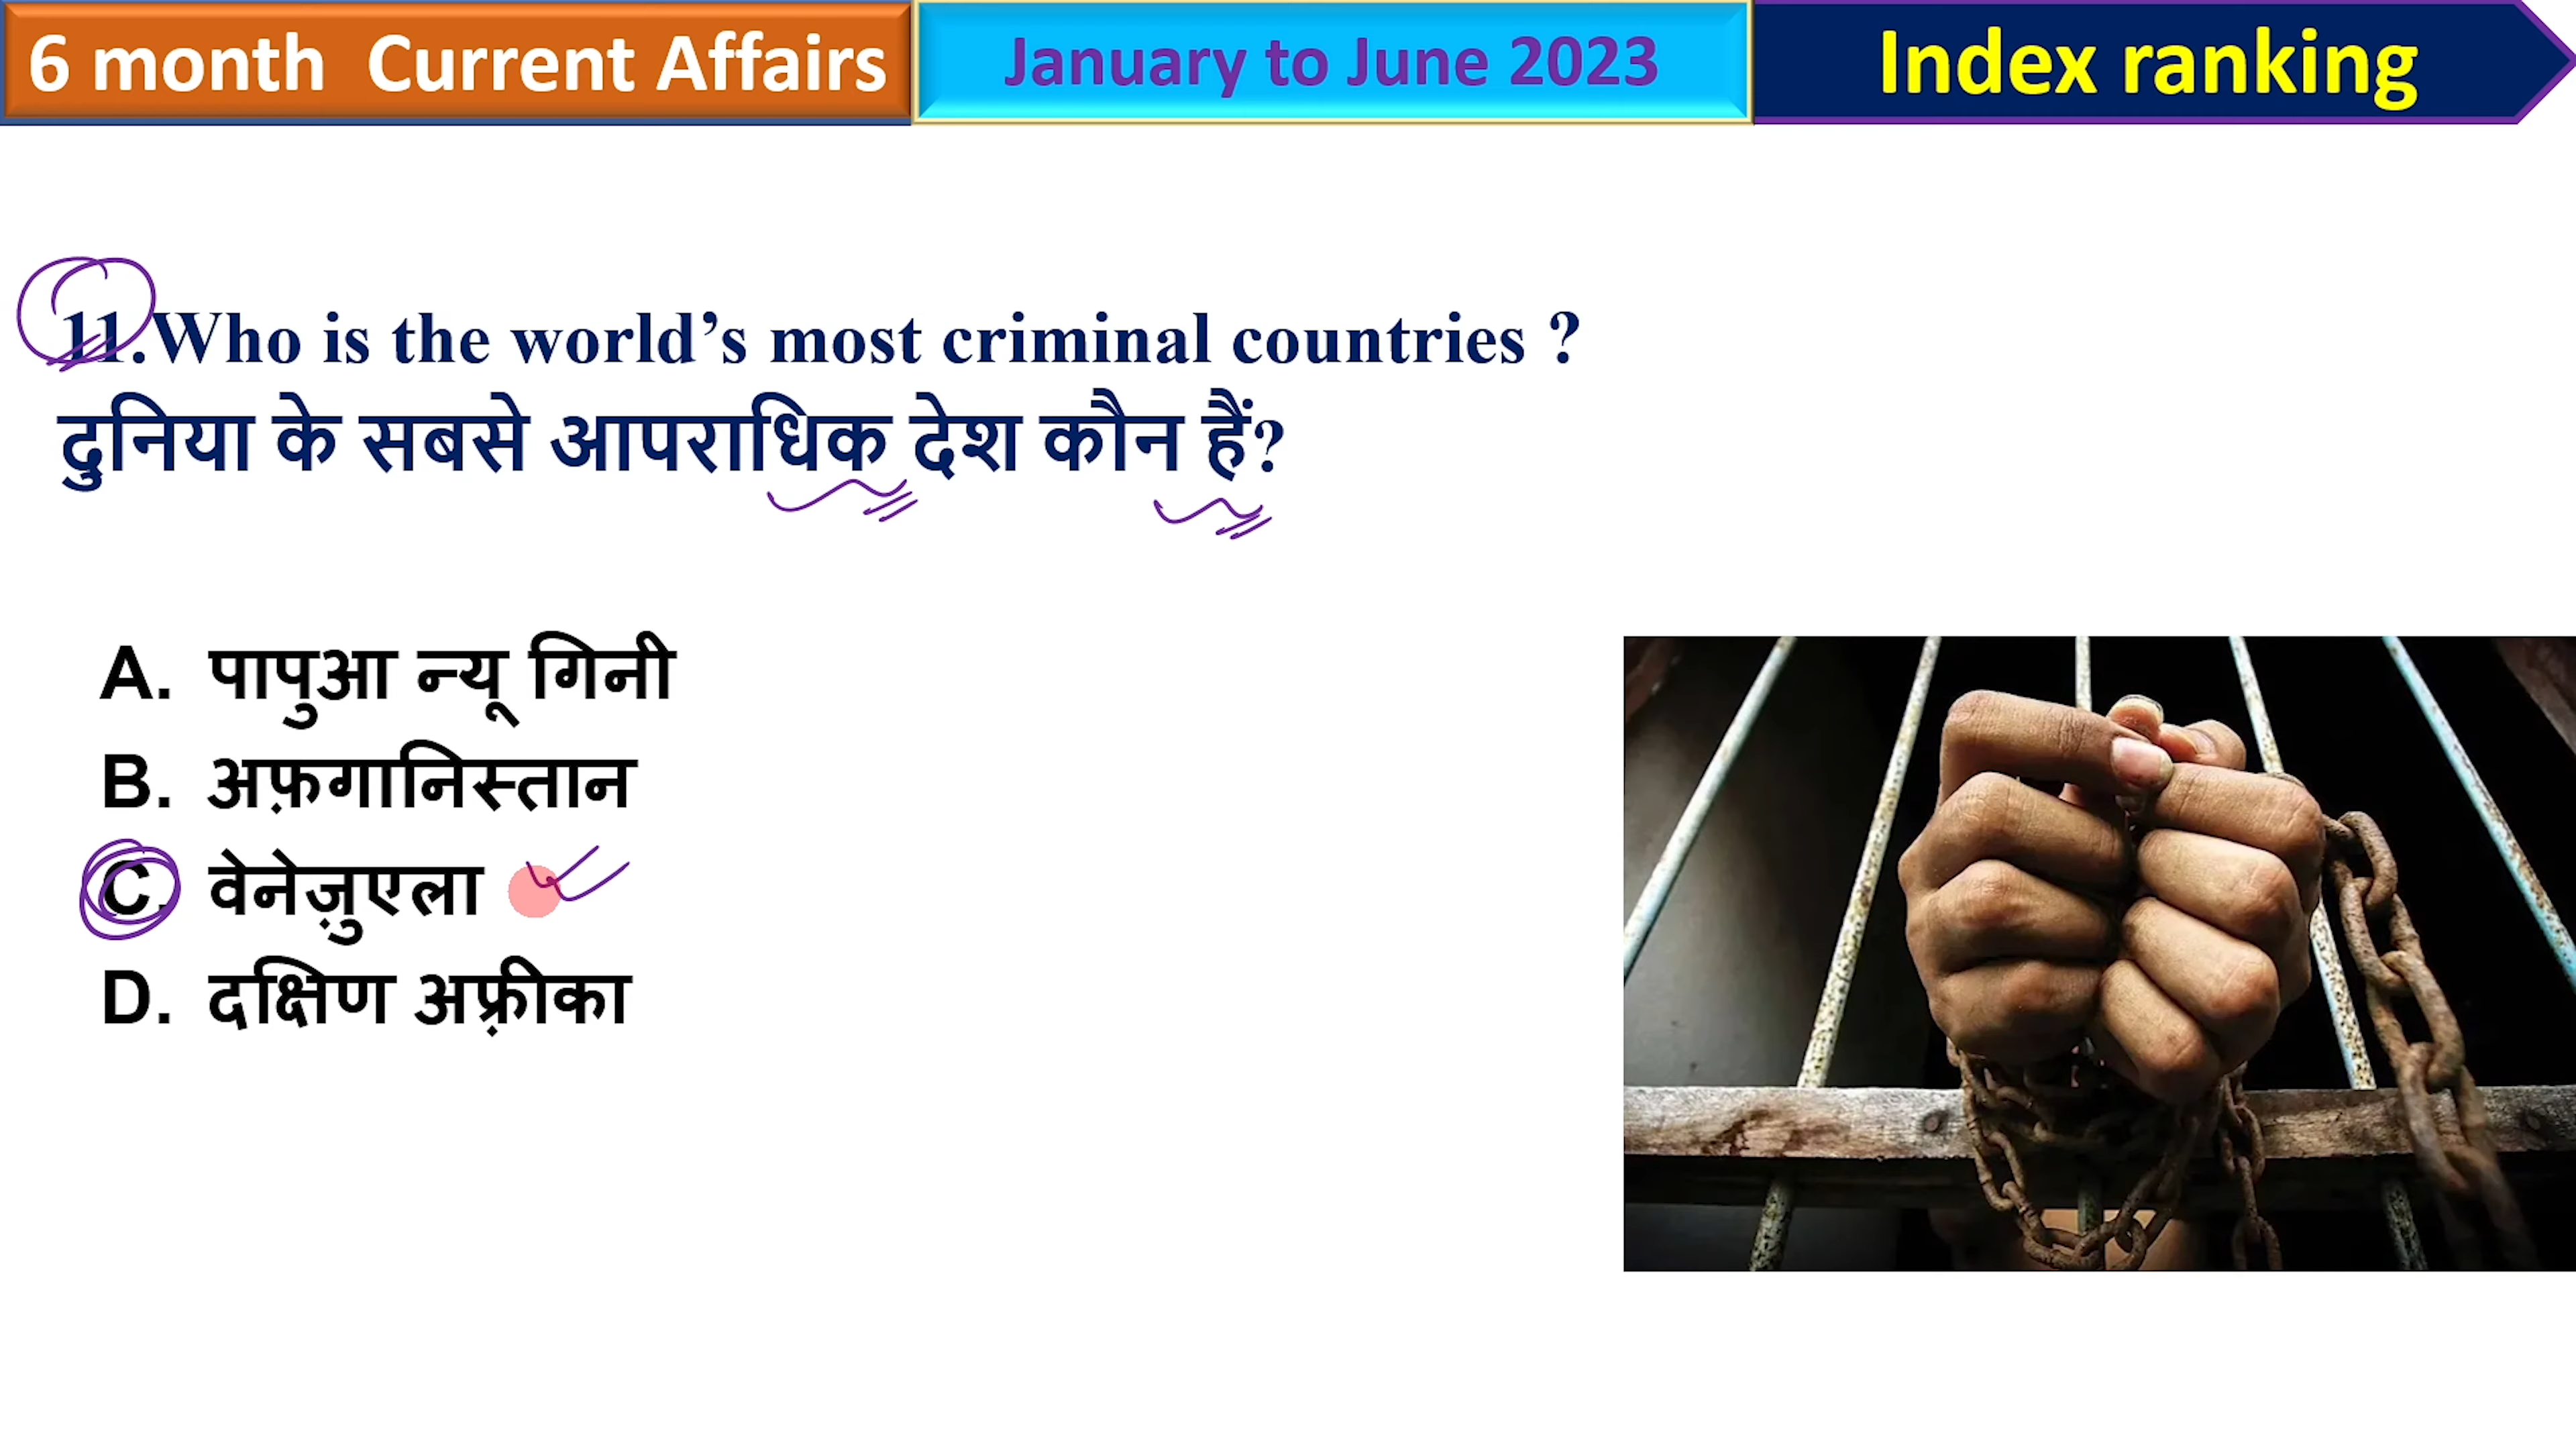 6 month Current Affairs
January to June 2023
Index ranking
11.Who is the world’s most criminal countries ?
दुनिया के सबसे आपराधिक देश कौन हैं?
A. पापुआ न्यू गिनी
B. अफ़गानिस्तान
C. वेनेज़ुएला
D. दक्षिण अफ़्रीका